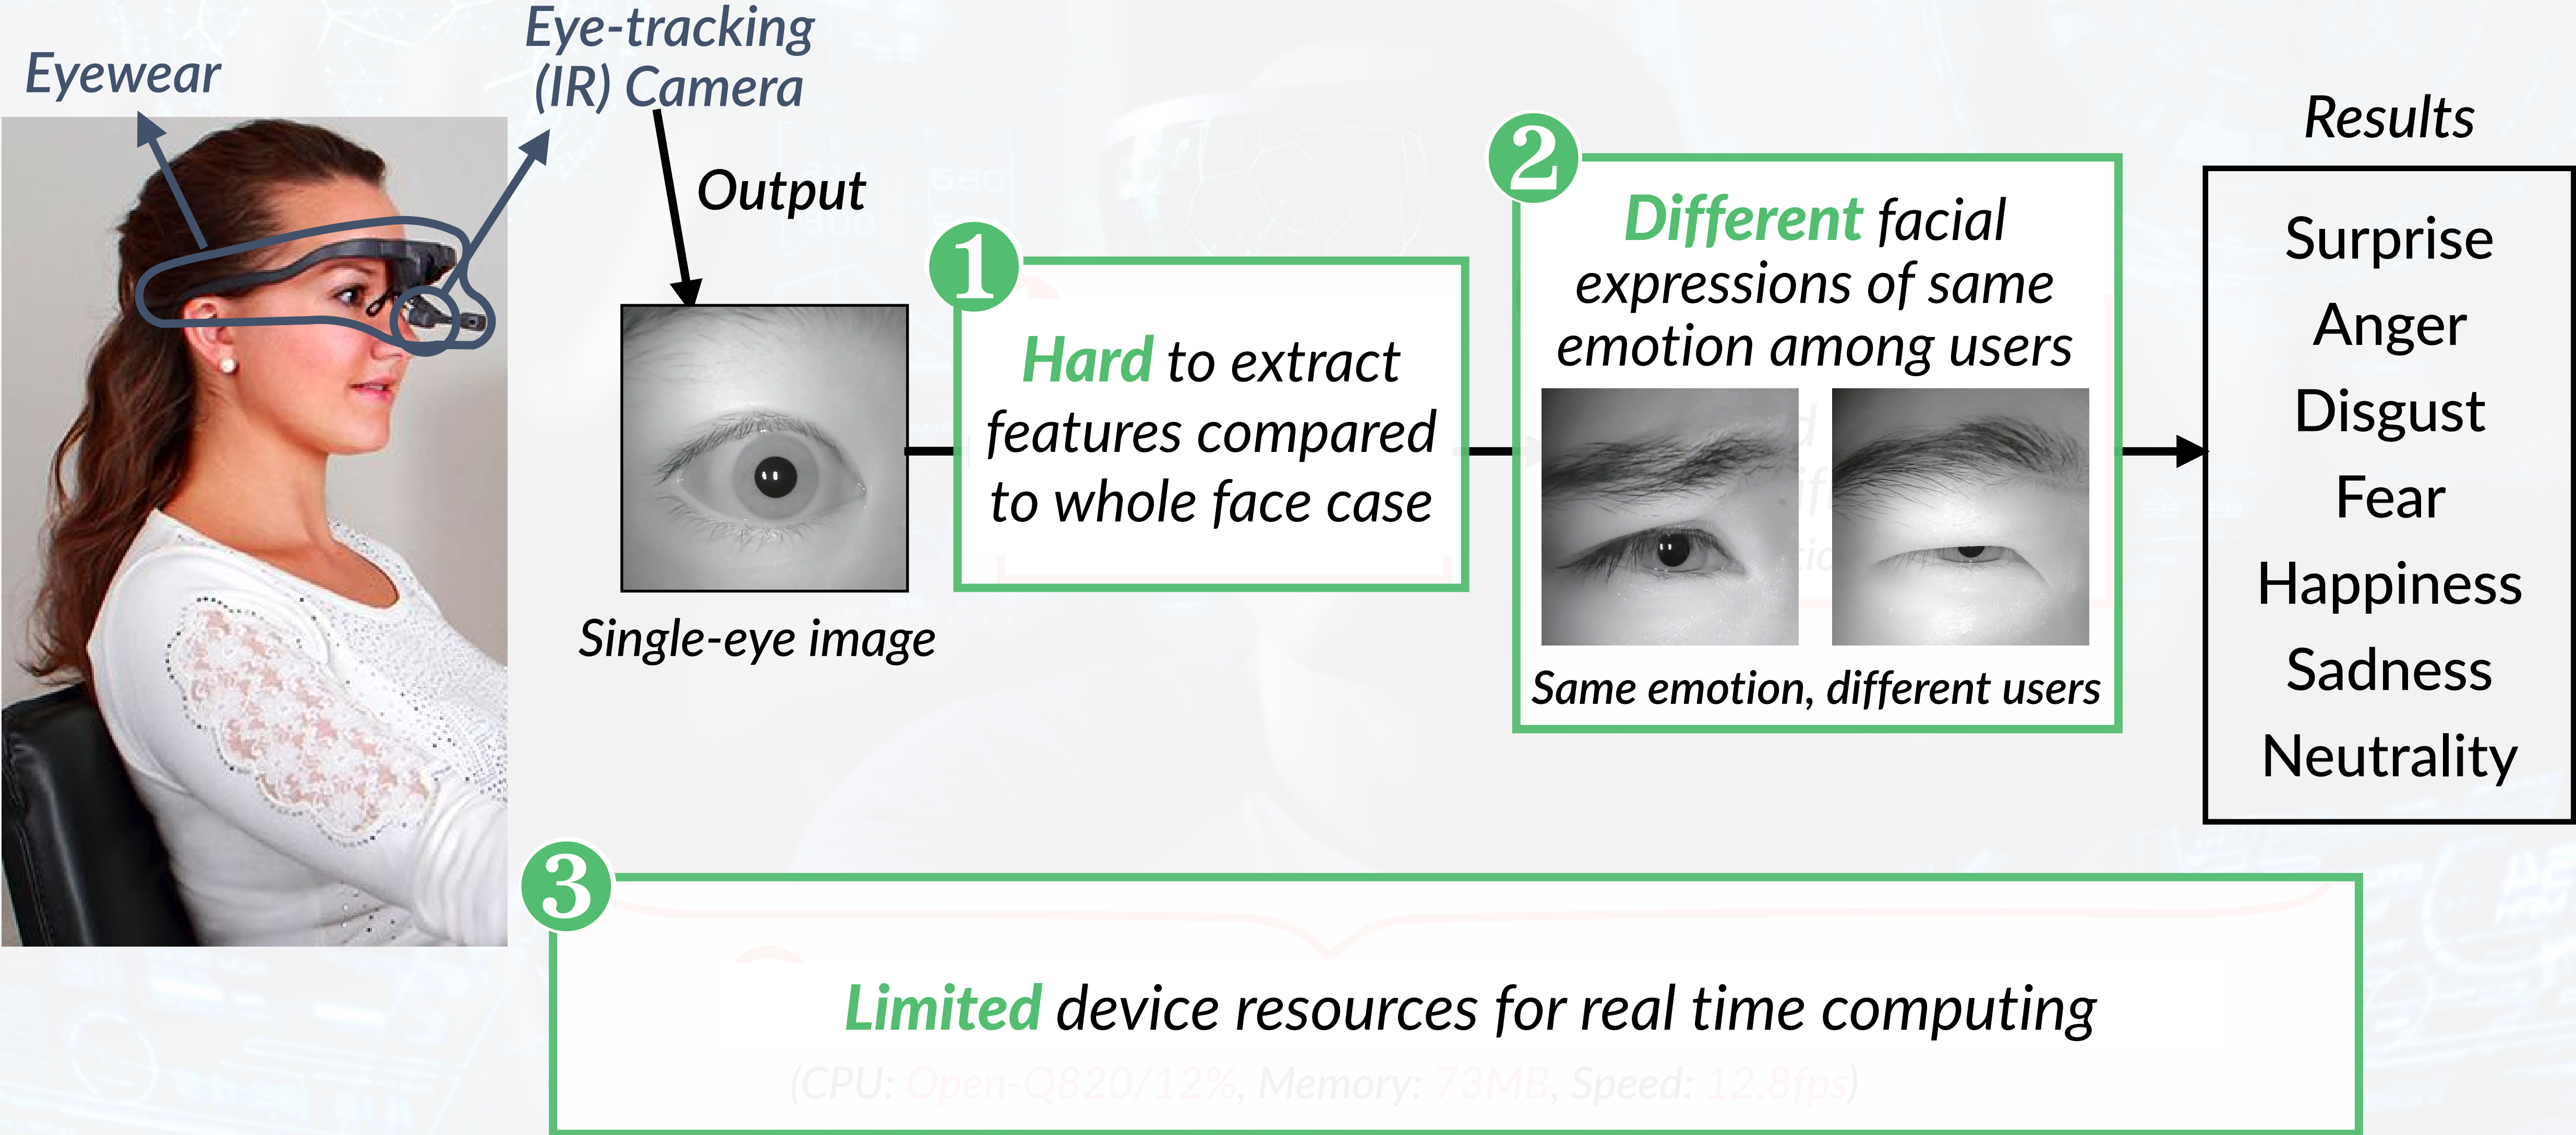 Eyewear
Eye-tracking
(IR) Camera
Output
Single-eye image
1
Hard to extract
features compared
to whole face case
2
Different facial
expressions of same
emotion among users
Same emotion, different users
Results
Surprise
Anger
Disgust
Fear
Happiness
Sadness
Neutrality
3
Limited device resources for real time computing
(CPU: Open-Q820/12%, Memory: 73MB, Speed: 12.8fps)